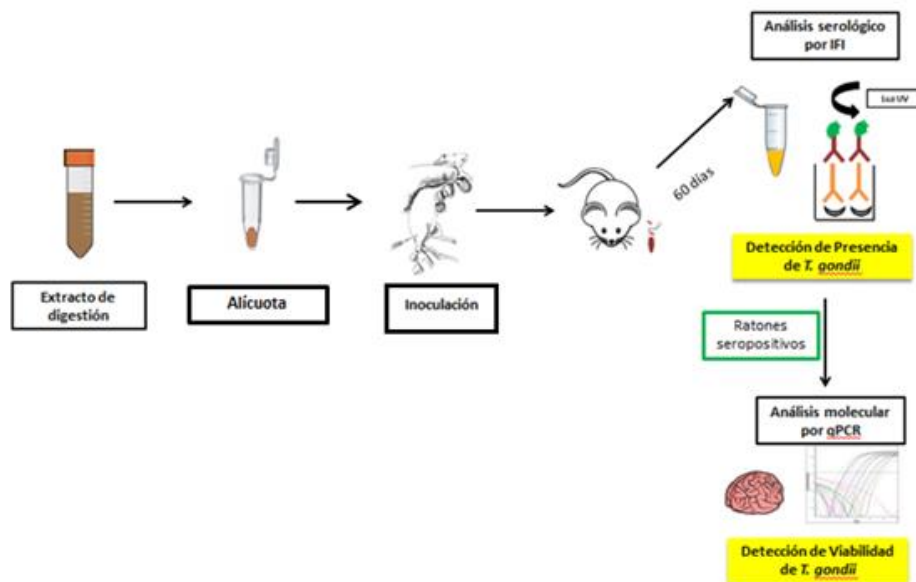 Análisis serológico
por IFI
Luz UV
60 días
Extracto de
digestión
Alícuota
Inoculación
Detección de Presencia
de T. gondii
Ratones
seropositivos
Análisis molecular
por qPCR
Detección de Viabilidad
de T. gondii